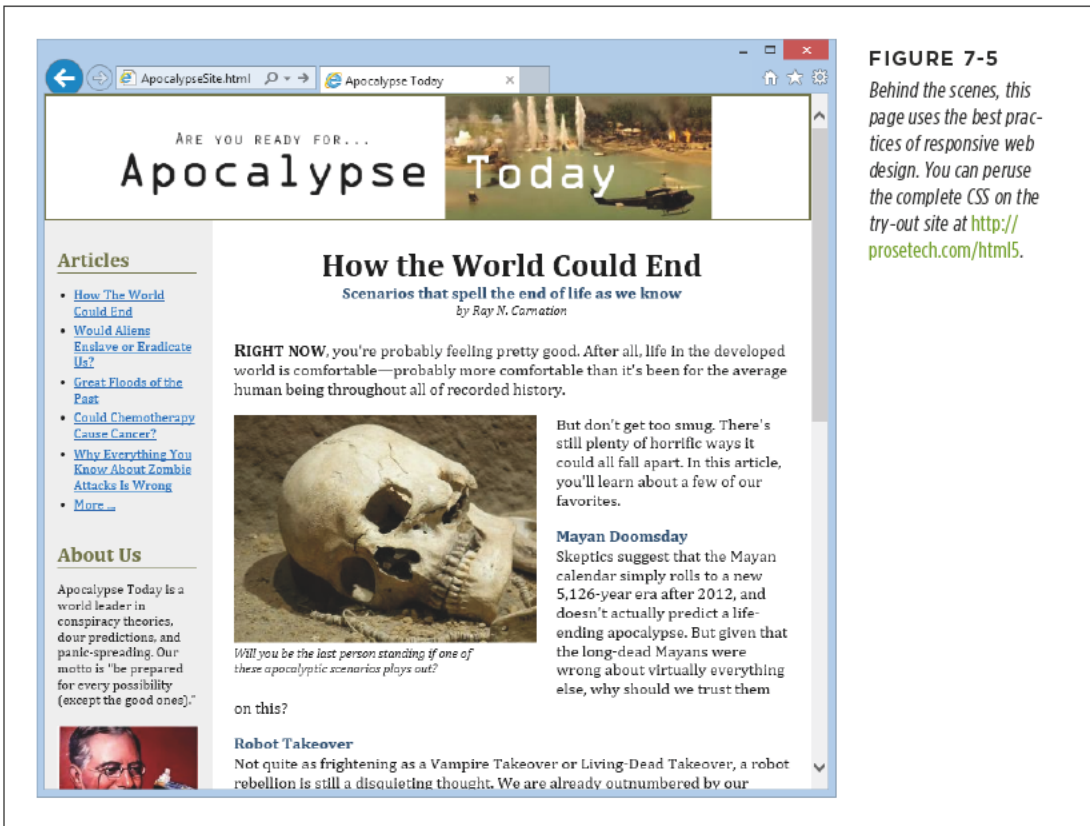 ApocalypseSite.html
Apocalypse Today
ARE YOU READY FOR...
Apocalypse Today
Articles
• How The World
Could End
• Would Aliens
Enslave or Eradicate
Us?
• Great Floods of the
Past
• Could Chemotherapy
Cause Cancer?
• Why Everything You
Know About Zombie
Attacks Is Wrong
• More ...
About Us
Apocalypse Today is a
world leader in
conspiracy theories,
dour predictions, and
panic-spreading. Our
motto is "be prepared
for every possibility
(except the good ones)."
How the World Could End
Scenarios that spell the end of life as we know
by Ray N. Carnation
RIGHT NOW, you're probably feeling pretty good. After all, life in the developed
world is comfortable—probably more comfortable than it's been for the average
human being throughout all of recorded history.
Will you be the last person standing if one of
these apocalyptic scenarios plays out?
But don't get too smug. There's
still plenty of horrific ways it
could all fall apart. In this article,
you'll learn about a few of our
favorites.
Mayan Doomsday
Skeptics suggest that the Mayan
calendar simply rolls to a new
5,126-year era after 2012, and
doesn't actually predict a life-
ending apocalypse. But given that
the long-dead Mayans were
wrong about virtually everything
else, why should we trust them
on this?
Robot Takeover
Not quite as frightening as a Vampire Takeover or Living-Dead Takeover, a robot
rebellion is still a disquieting thought. We are already outnumbered by our
FIGURE 7-5
Behind the scenes, this
page uses the best prac-
tices of responsive web
design. You can peruse
the complete CSS on the
try-out site at http://
prosetech.com/html5.